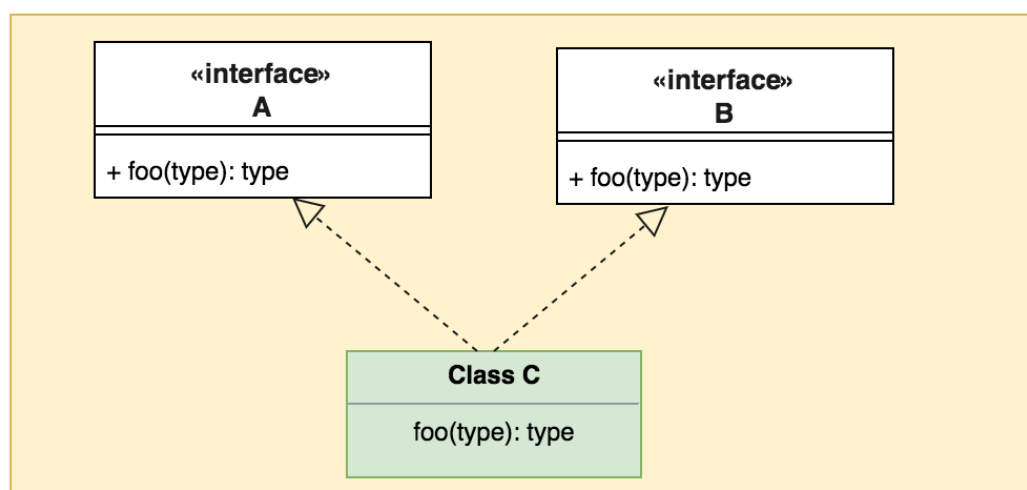 «interface»
A
+ foo(type): type
«interface»
B
+ foo(type): type
Class C
foo(type): type